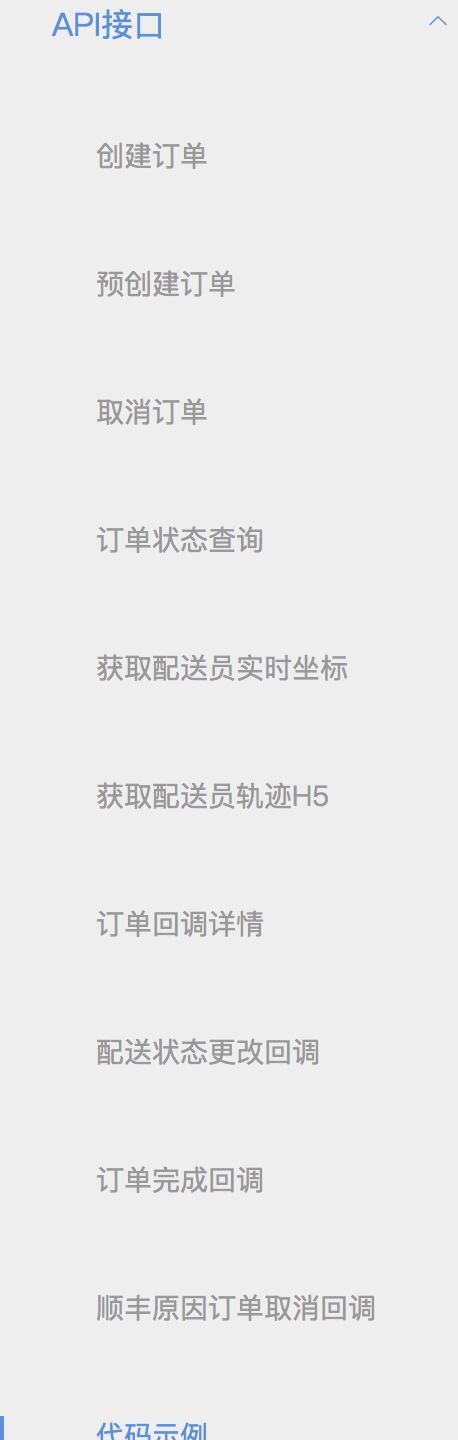 API接口
创建订单
预创建订单
取消订单
订单状态查询
获取配送员实时坐标
获取配送员轨迹H5
订单回调详情
配送状态更改回调
订单完成回调
顺丰原因订单取消回调
代码示例